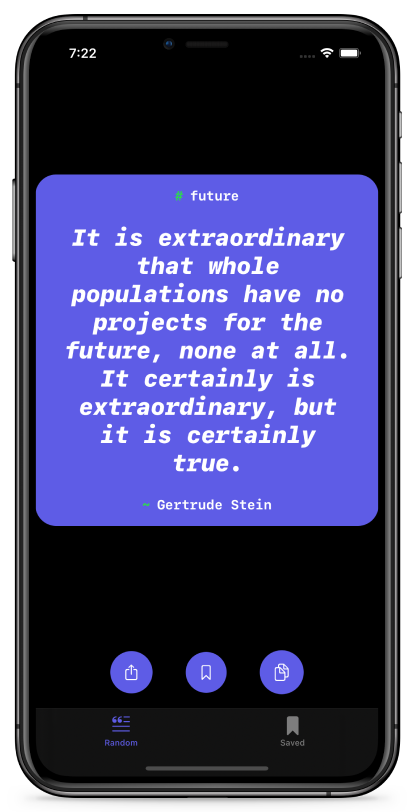 7:22
# future
It is extraordinary
that whole
populations have no
projects for the
future, none at all.
It certainly is
extraordinary, but
it is certainly
true.
~ Gertrude Stein
Random
Saved